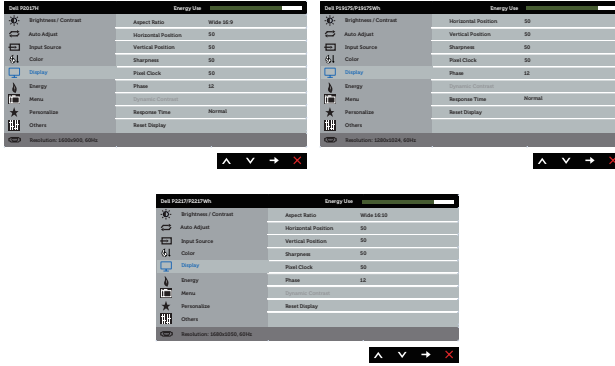 Dell P2017H Energy Use
Brightness / Contrast Aspect Ratio Wide 16:9
Auto Adjust Horizontal Position 50
Input Source Vertical Position 50
Color Sharpness 50
Display Pixel Clock 50
Energy Phase 12
Menu Dynamic Contrast
Personalize Response Time Normal
Others Reset Display
Resolution: 1600x900, 60Hz
Dell P1917S/P1917SWh Energy Use
Brightness / Contrast Horizontal Position 50
Auto Adjust Vertical Position 50
Input Source Sharpness 50
Color Pixel Clock 50
Display Phase 12
Energy Dynamic Contrast
Menu Response Time Normal
Personalize Reset Display
Others
Resolution: 1280x1024, 60Hz
Dell P2217/P2217Wh Energy Use
Brightness / Contrast Aspect Ratio Wide 16:10
Auto Adjust Horizontal Position 50
Input Source Vertical Position 50
Color Sharpness 50
Display Pixel Clock 50
Energy Phase 12
Menu Dynamic Contrast
Personalize Reset Display
Others
Resolution: 1680x1050, 60Hz